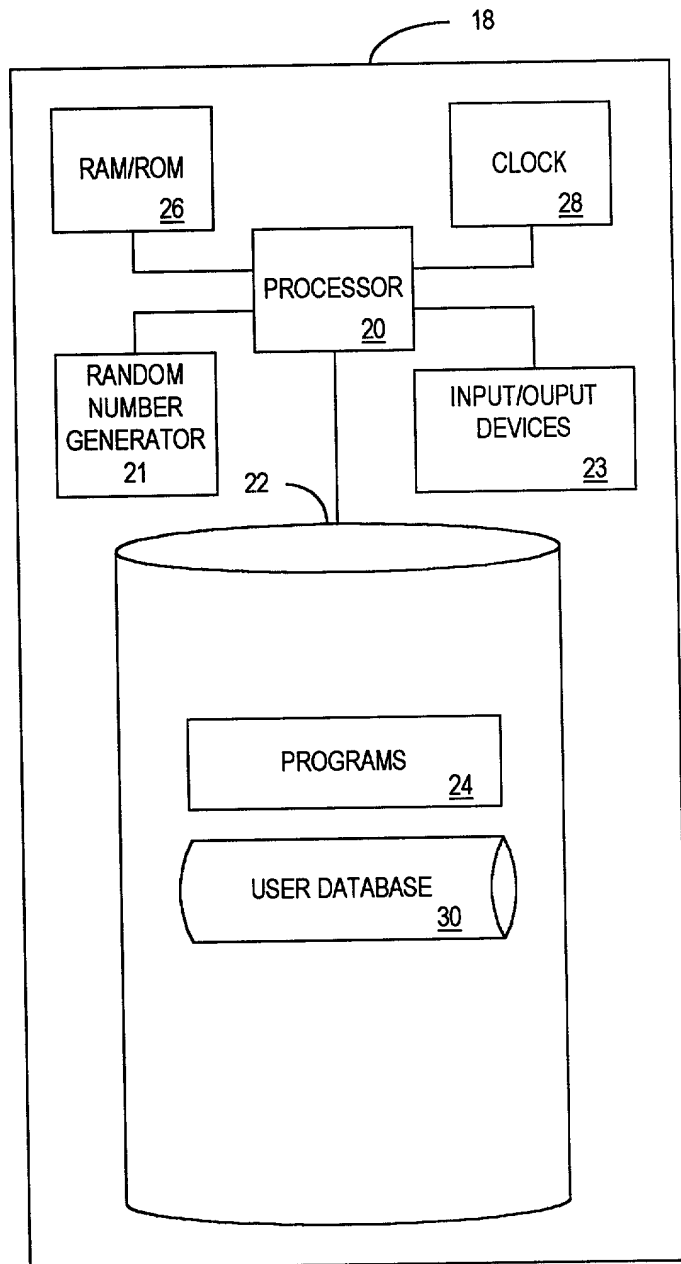 18
RAM/ROM
26
CLOCK
28
PROCESSOR
20
RANDOM
NUMBER
GENERATOR
21
INPUT/OUPUT
DEVICES
23
22
PROGRAMS
24
USER DATABASE
30